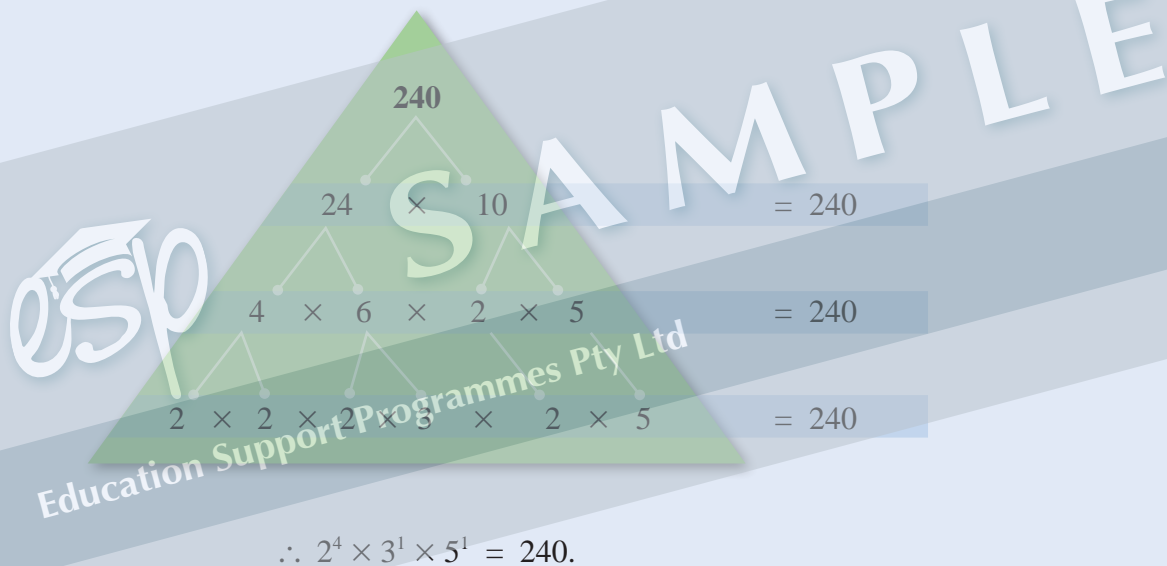 240
24 × 10 = 240
4 × 6 × 2 × 5 = 240
2 × 2 × 2 × 3 × 2 × 5 = 240
∴ 2⁴ × 3¹ × 5¹ = 240.
SAMPLE
esp
Education Support Programmes Pty Ltd